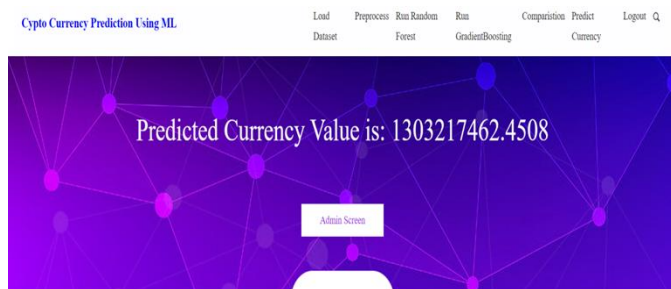 Cypto Currency Prediction Using ML
Load Dataset
Preprocess
Run Random Forest
Run GradientBoosting
Comparistion
Predict Currency
Logout
Predicted Currency Value is: 1303217462.4508
Admin Screen